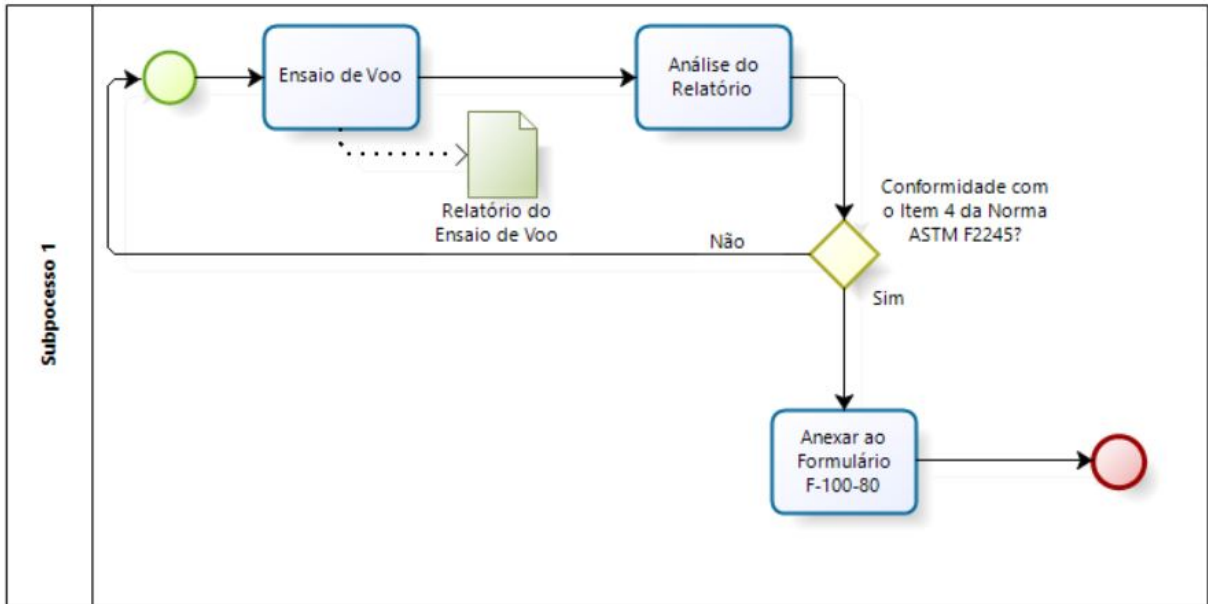 Subpocesso 1
Ensaio de Voo
Análise do
Relatório
Relatório do
Ensaio de Voo
Conformidade com
o Item 4 da Norma
ASTM F2245?
Não
Sim
Anexar ao
Formulário
F-100-80